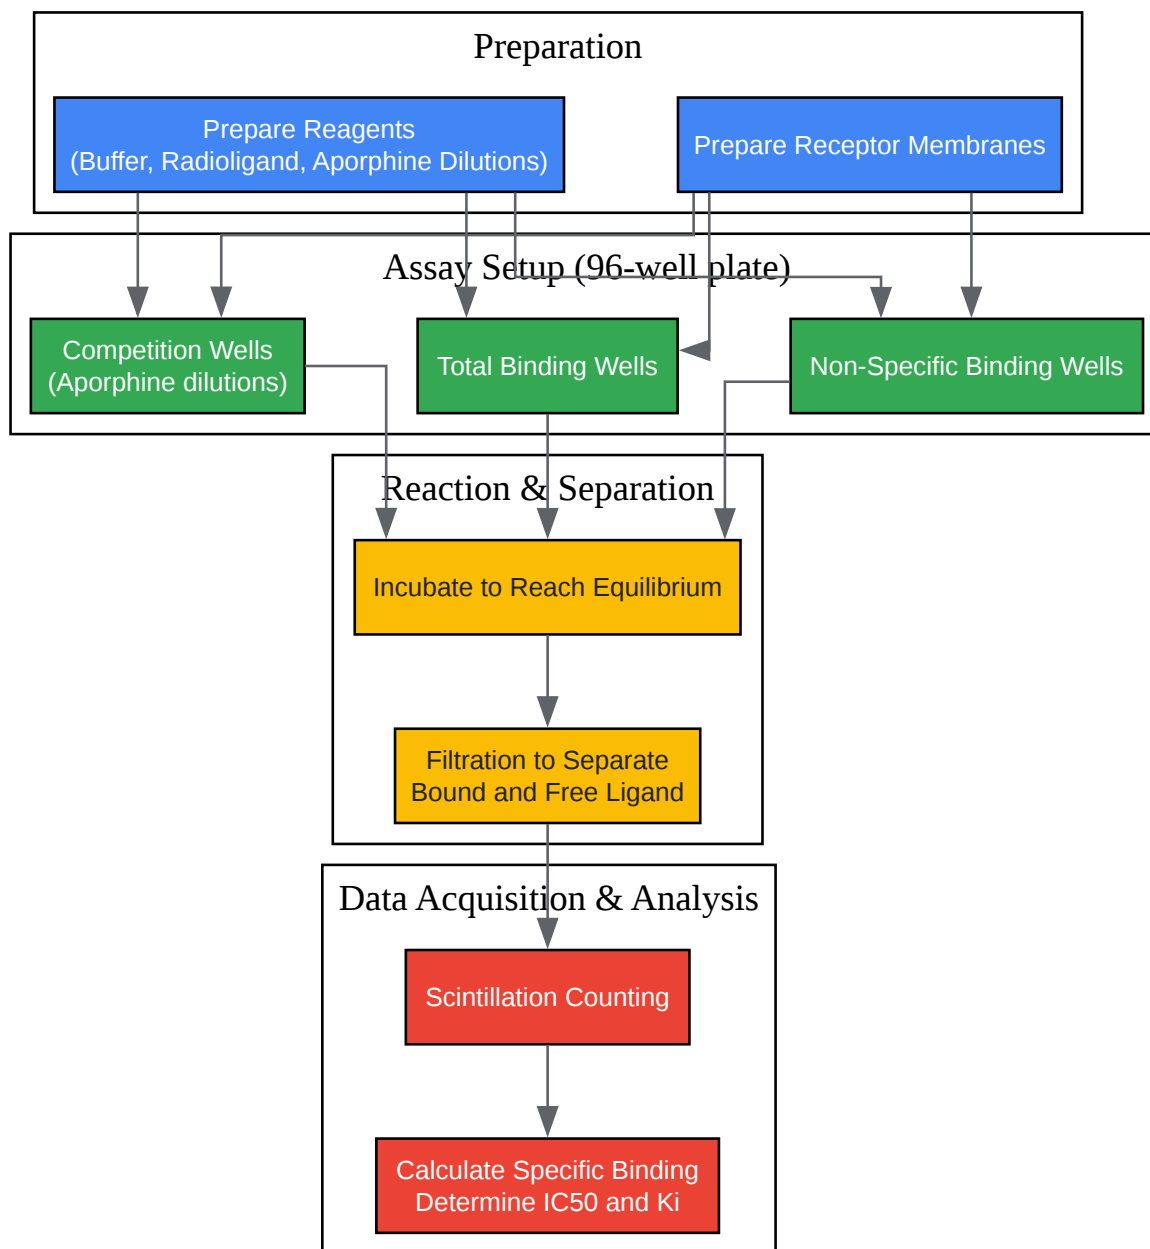 Preparation
Prepare Reagents
(Buffer, Radioligand, Aporphine Dilutions)
Prepare Receptor Membranes
Assay Setup (96-well plate)
Competition Wells
(Aporphine dilutions)
Total Binding Wells
Non-Specific Binding Wells
Reaction & Separation
Incubate to Reach Equilibrium
Filtration to Separate
Bound and Free Ligand
Data Acquisition & Analysis
Scintillation Counting
Calculate Specific Binding
Determine IC50 and Ki